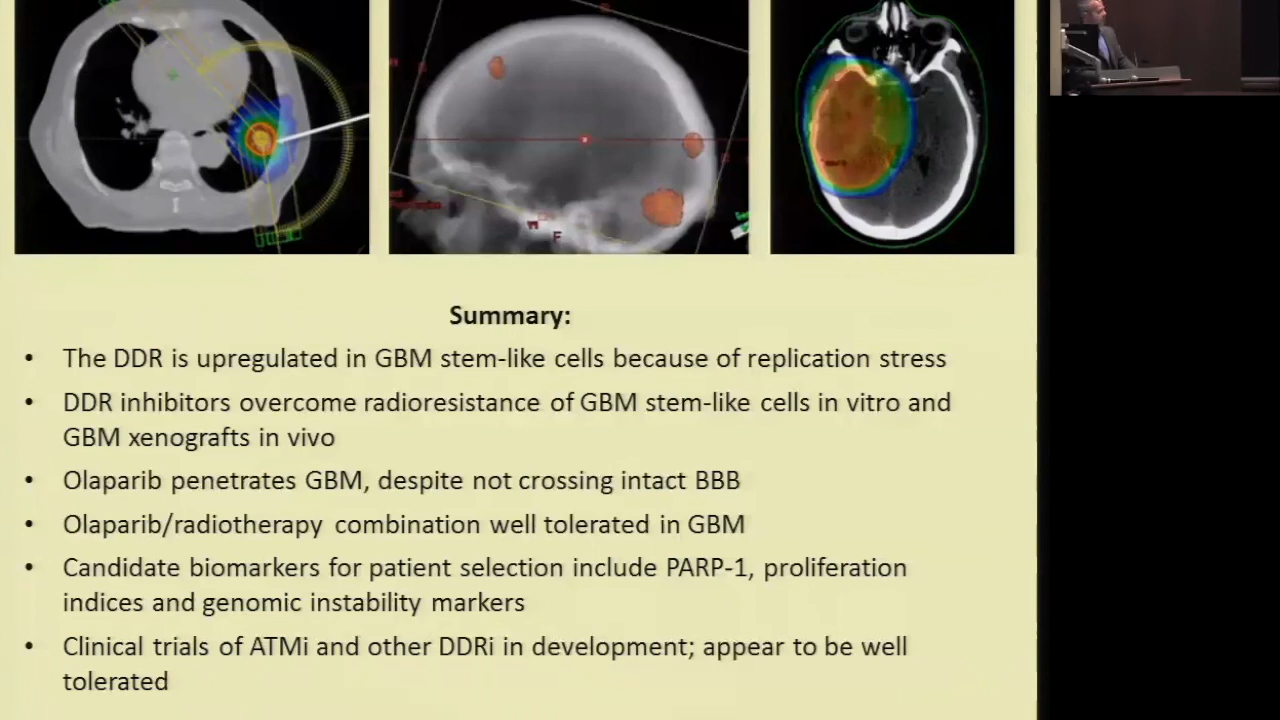 Summary:
• The DDR is upregulated in GBM stem-like cells because of replication stress
• DDR inhibitors overcome radioresistance of GBM stem-like cells in vitro and
GBM xenografts in vivo
• Olaparib penetrates GBM, despite not crossing intact BBB
• Olaparib/radiotherapy combination well tolerated in GBM
• Candidate biomarkers for patient selection include PARP-1, proliferation
indices and genomic instability markers
• Clinical trials of ATMi and other DDRi in development; appear to be well
tolerated